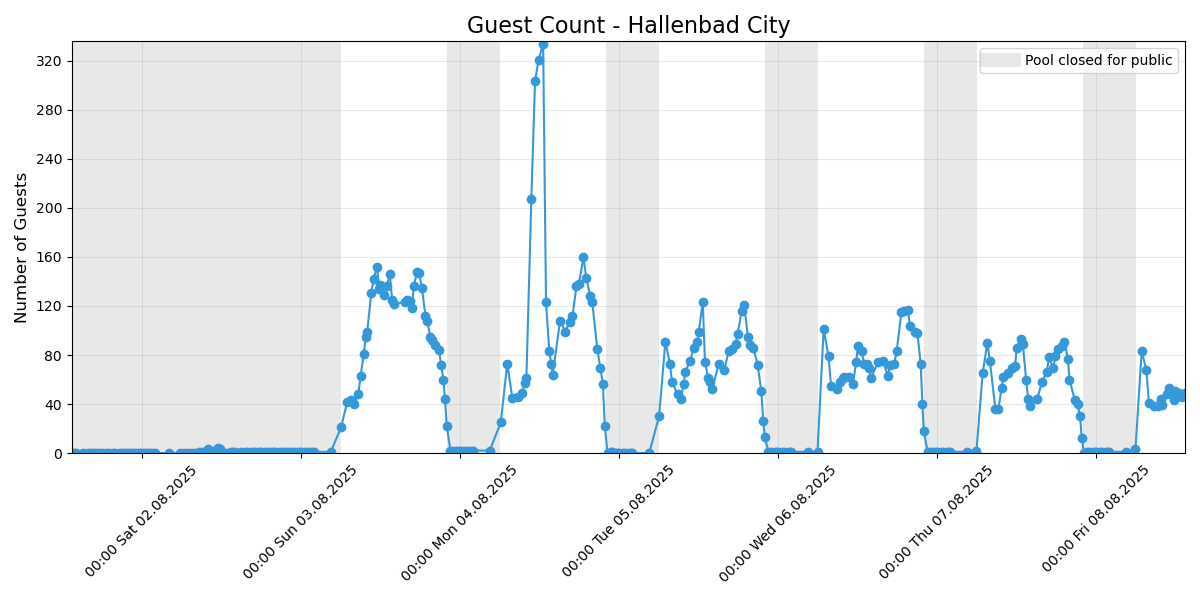 Guest Count - Hallenbad City
Pool closed for public
Number of Guests
320
280
240
200
160
120
80
40
0
00:00 Sat 02.08.2025
00:00 Sun 03.08.2025
00:00 Mon 04.08.2025
00:00 Tue 05.08.2025
00:00 Wed 06.08.2025
00:00 Thu 07.08.2025
00:00 Fri 08.08.2025